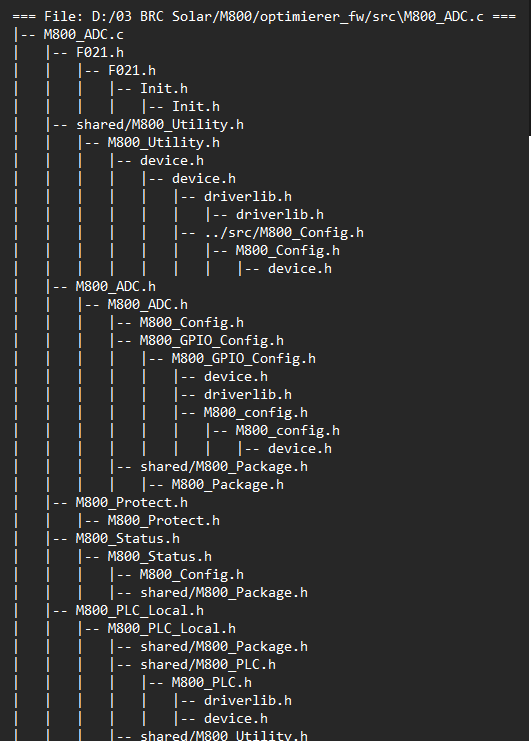 === File: D:/03 BRC Solar/M800/optimierer_fw/src\M800_ADC.c ===
|-- M800_ADC.c
|   |-- F021.h
|   |   |-- F021.h
|   |   |   |-- Init.h
|   |   |   |   |-- Init.h
|   |-- shared/M800_Utility.h
|   |   |-- M800_Utility.h
|   |   |   |-- device.h
|   |   |   |   |-- device.h
|   |   |   |   |   |-- driverlib.h
|   |   |   |   |   |   |-- driverlib.h
|   |   |   |   |   |-- ../src/M800_Config.h
|   |   |   |   |   |   |-- M800_Config.h
|   |   |   |   |   |   |   |-- device.h
|   |-- M800_ADC.h
|   |   |-- M800_ADC.h
|   |   |   |-- M800_Config.h
|   |   |   |-- M800_GPIO_Config.h
|   |   |   |   |-- M800_GPIO_Config.h
|   |   |   |   |   |-- device.h
|   |   |   |   |   |-- driverlib.h
|   |   |   |   |   |-- M800_config.h
|   |   |   |   |   |   |-- M800_config.h
|   |   |   |   |   |   |   |-- device.h
|   |   |   |-- shared/M800_Package.h
|   |   |   |   |-- M800_Package.h
|   |-- M800_Protect.h
|   |   |-- M800_Protect.h
|   |-- M800_Status.h
|   |   |-- M800_Status.h
|   |   |   |-- M800_Config.h
|   |   |   |-- shared/M800_Package.h
|   |-- M800_PLC_Local.h
|   |   |-- M800_PLC_Local.h
|   |   |   |-- shared/M800_Package.h
|   |   |   |-- shared/M800_PLC.h
|   |   |   |   |-- M800_PLC.h
|   |   |   |   |   |-- driverlib.h
|   |   |   |   |   |-- device.h
|   |   |   |-- shared/M800_Utility.h